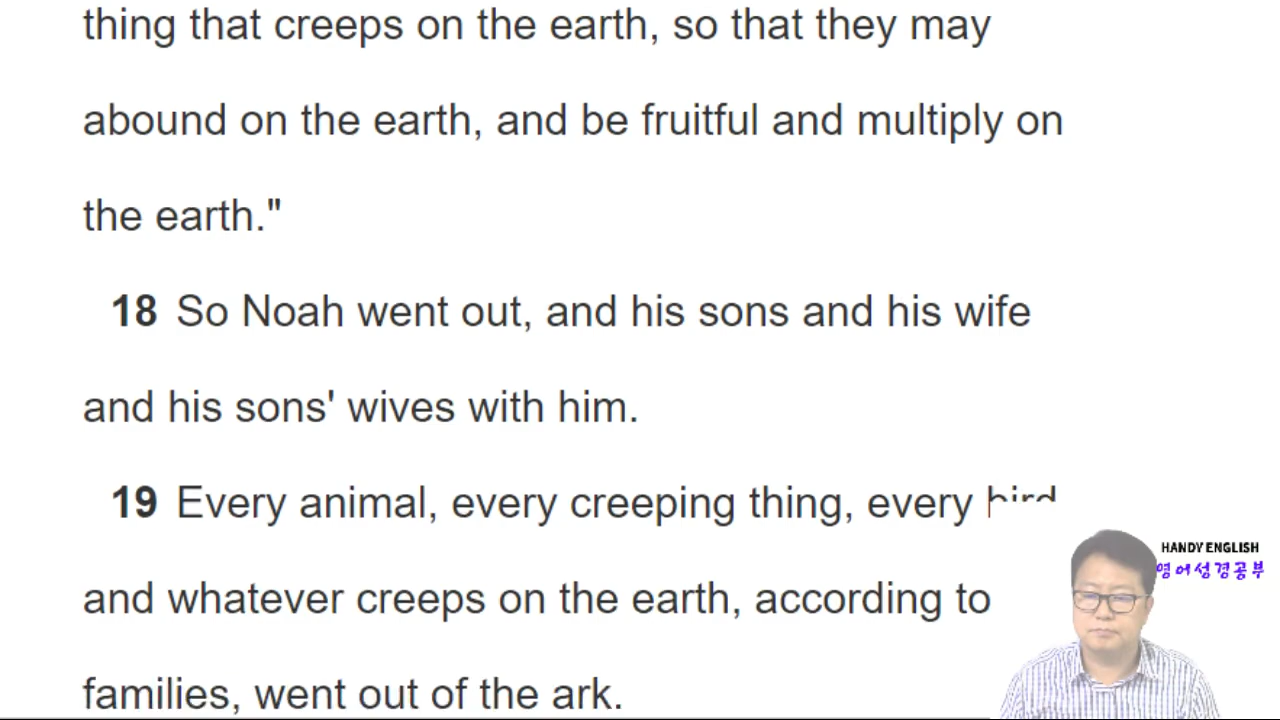 thing that creeps on the earth, so that they may
abound on the earth, and be fruitful and multiply on
the earth."
18 So Noah went out, and his sons and his wife
and his sons' wives with him.
19 Every animal, every creeping thing, every bird
and whatever creeps on the earth, according to
families, went out of the ark.
HANDY ENGLISH
영어성경공부